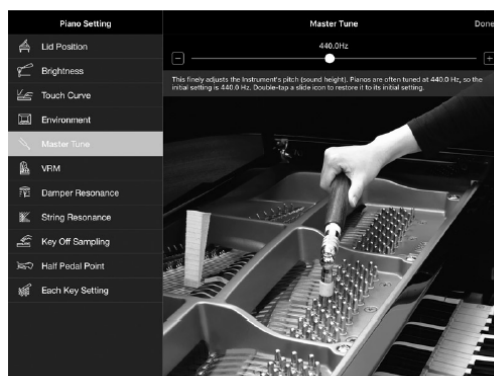 Piano Setting
Master Tune
Done
Lid Position
Brightness
Touch Curve
Environment
Master Tune
VRM
Damper Resonance
String Resonance
Key Off Sampling
Half Pedal Point
Each Key Setting
440.0Hz
This finely adjusts the Instrument's pitch (sound height). Pianos are often tuned at 440.0 Hz, so the
initial setting is 440.0 Hz. Double-tap a slide icon to restore it to its initial setting.